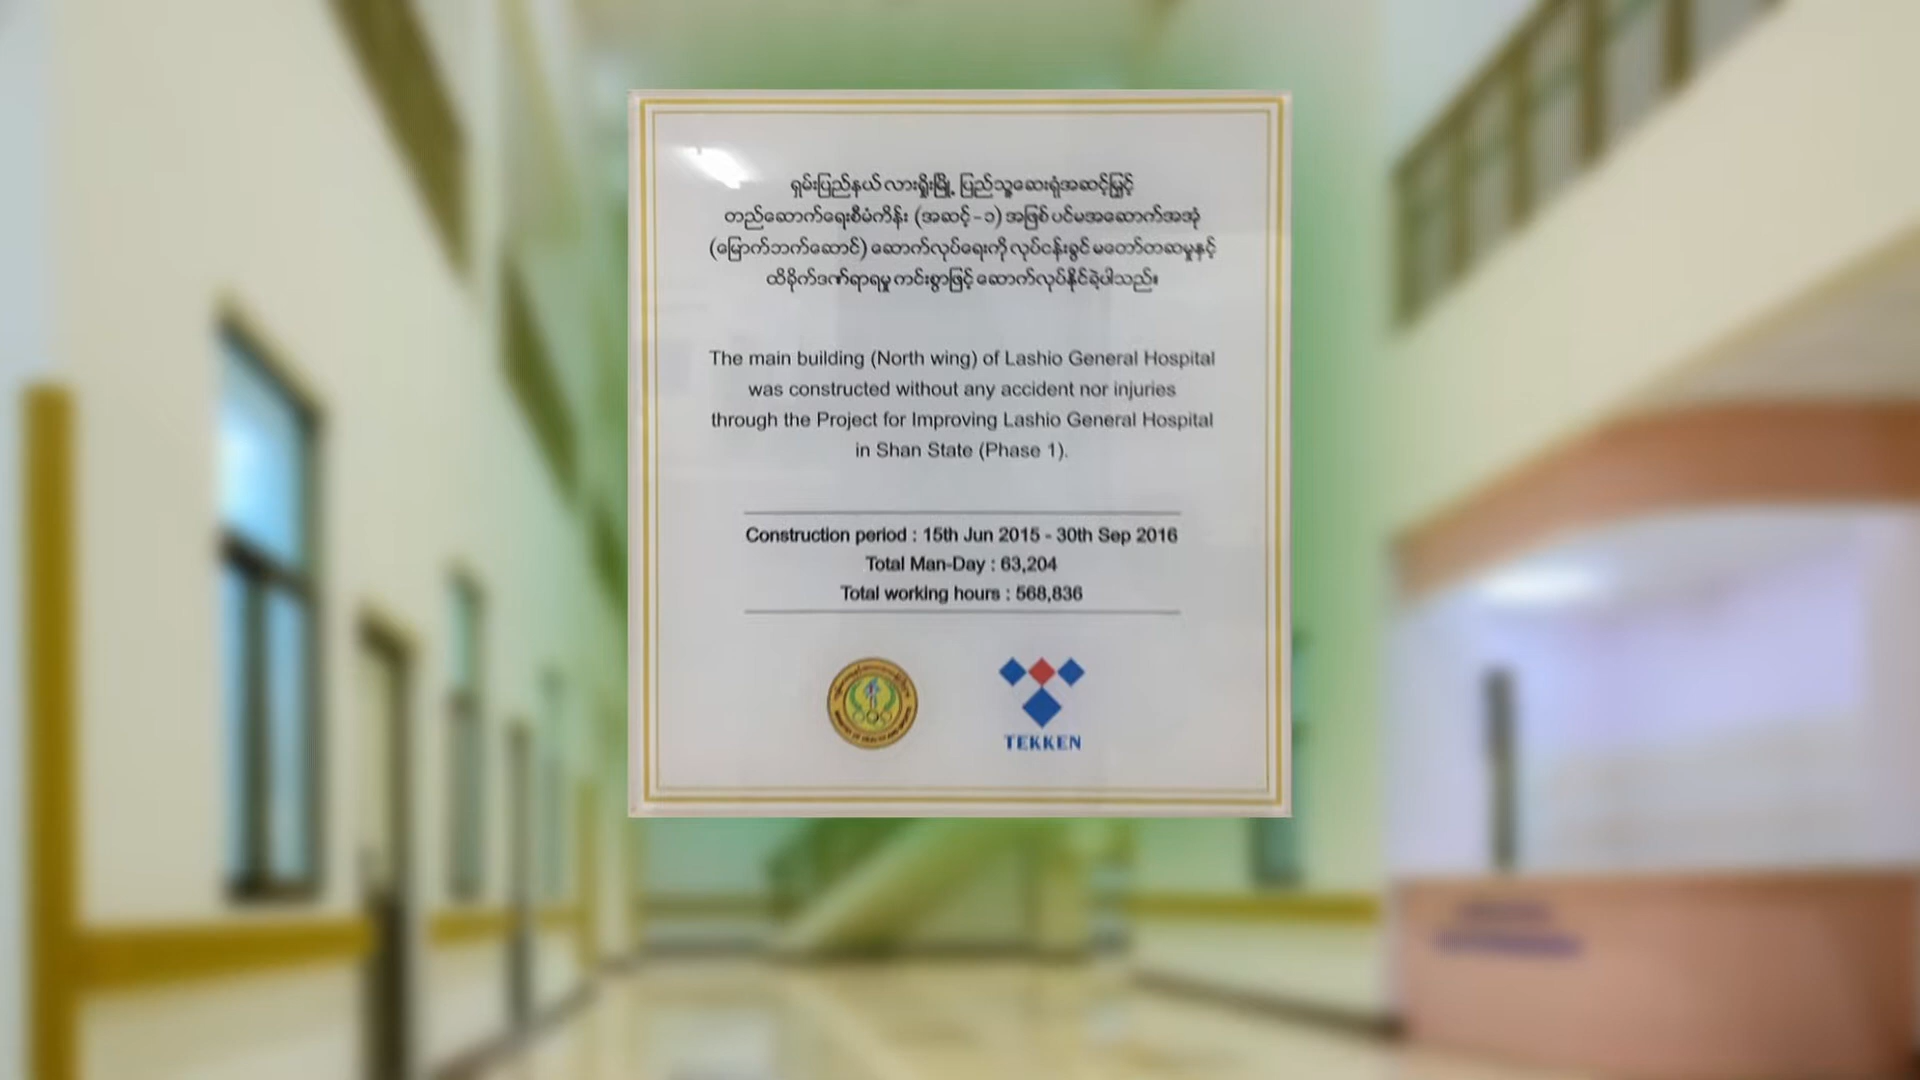 ရှမ်းပြည်နယ် လားရှိုးမြို့ ပြည်သူ့ဆေးရုံအဆင့်မြှင့်
တည်ဆောက်ရေးစီမံကိန်း (အဆင့်-၁) အဖြစ် ပင်မအဆောက်အအုံ
(မြောက်ဘက်ဆောင်) ဆောက်လုပ်ရေးကို လုပ်ငန်းခွင် မတော်တဆမှုနှင့်
ထိခိုက်ဒဏ်ရာရမှု ကင်းစွာဖြင့် ဆောက်လုပ်နိုင်ခဲ့ပါသည်။
The main building (North wing) of Lashio General Hospital
was constructed without any accident nor injuries
through the Project for Improving Lashio General Hospital
in Shan State (Phase 1).
Construction period : 15th Jun 2015 - 30th Sep 2016
Total Man-Day : 63,204
Total working hours : 568,836
TEKKEN